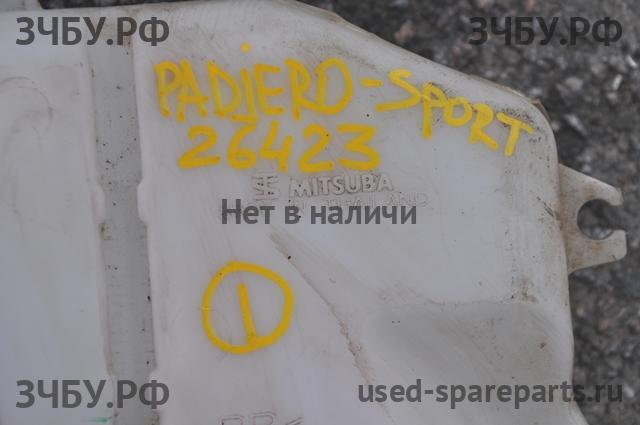 ЗЧБУ.РФ ЗЧБУ.РФ
PADJERO-SPORT
26423
MITSUBA
Нет в наличи
1
ЗЧБУ.РФ used-spareparts.ru